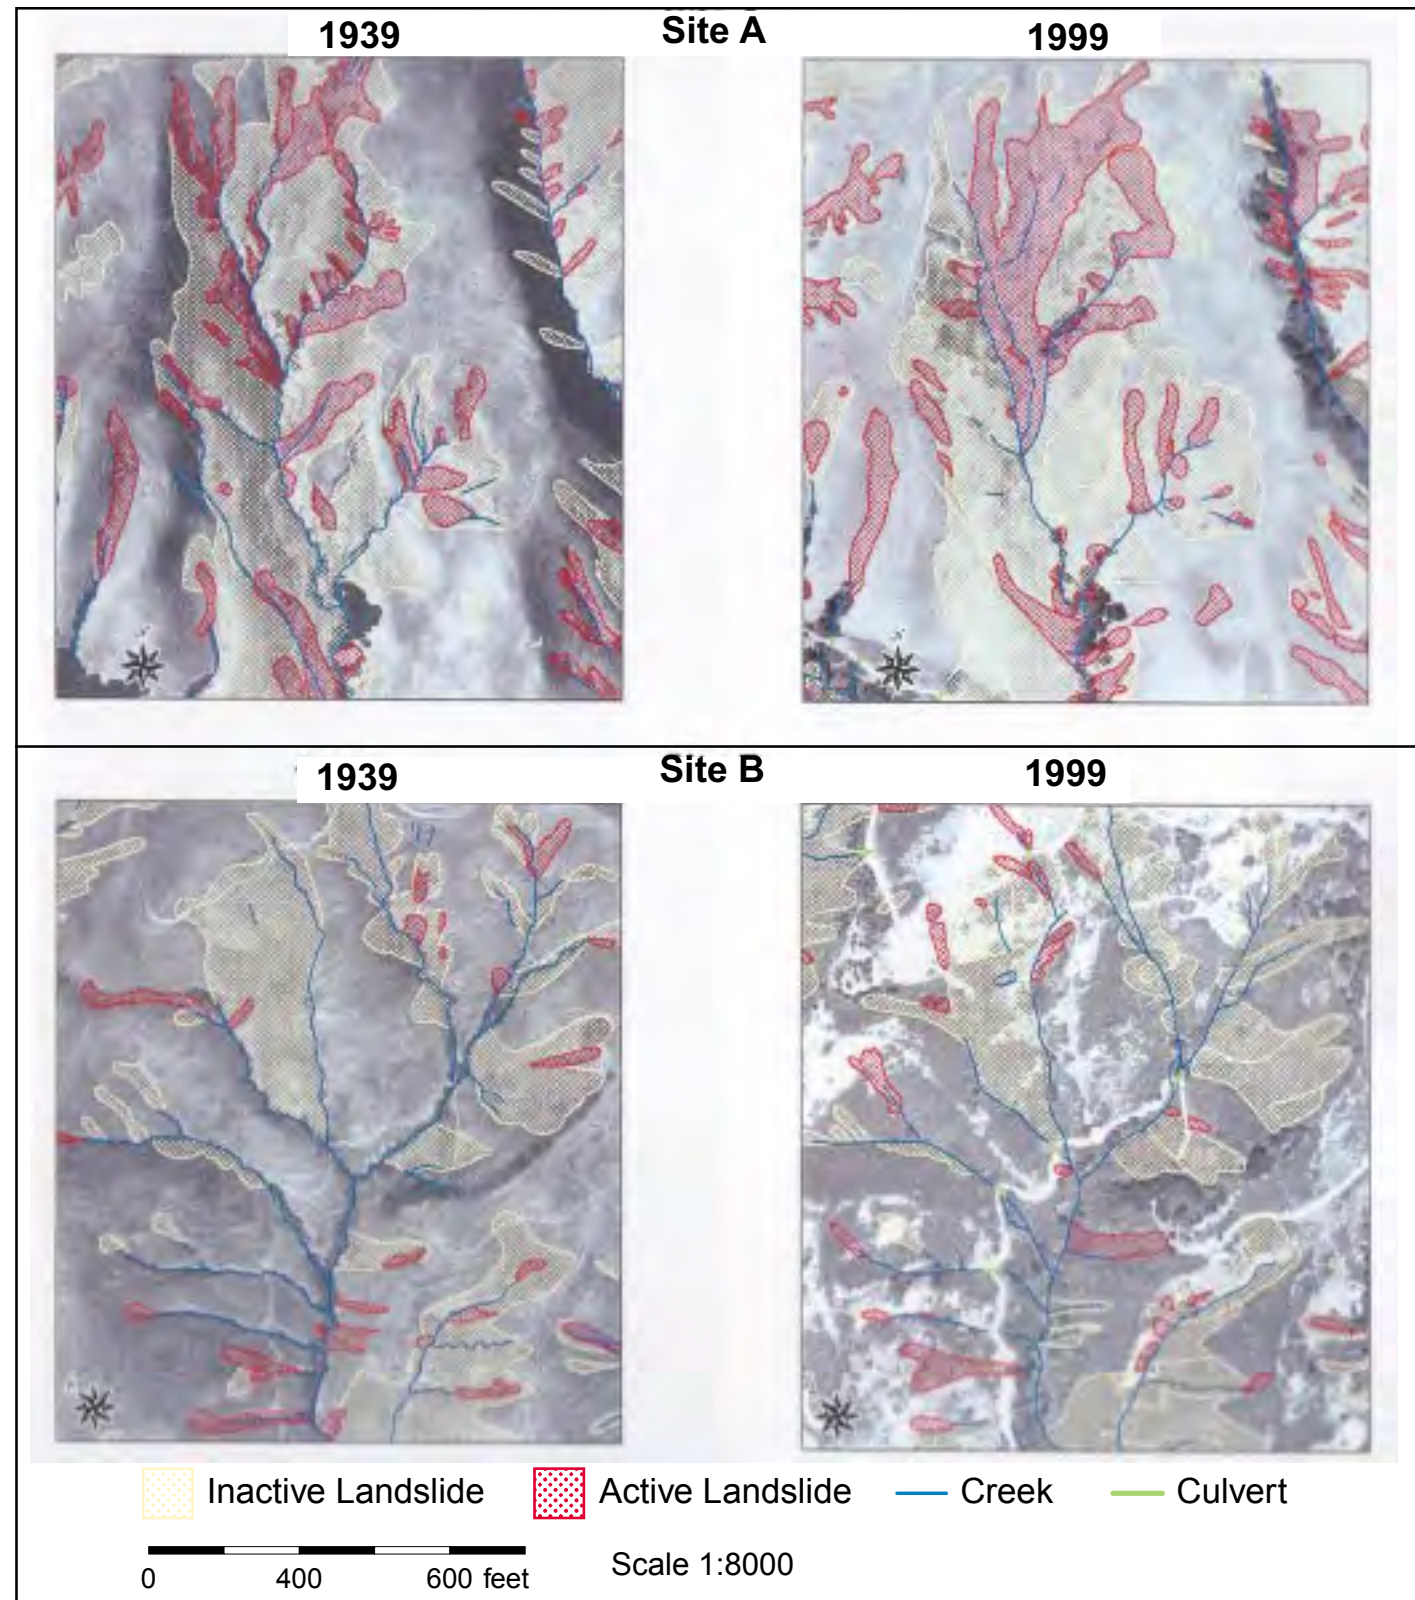 Site A
1939
1999
Site B
1939
1999
Inactive Landslide
Active Landslide
Creek
Culvert
0 400 600 feet
Scale 1:8000